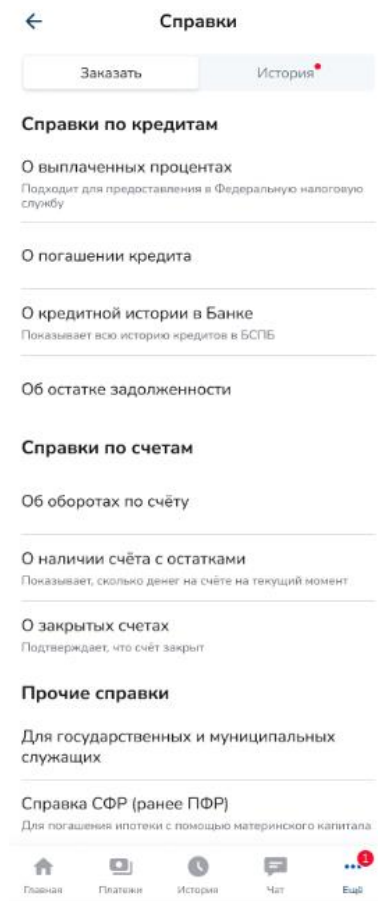 Справки
Заказать
История
Справки по кредитам
О выплаченных процентах
Подходит для предоставления в Федеральную налоговую
службу
О погашении кредита
О кредитной истории в Банке
Показывает всю историю кредитов в БСПБ
Об остатке задолженности
Справки по счетам
Об оборотах по счёту
О наличии счёта с остатками
Показывает, сколько денег на счёте на текущий момент
О закрытых счетах
Подтверждает, что счёт закрыт
Прочие справки
Для государственных и муниципальных
служащих
Справка СФР (ранее ПФР)
Для погашения ипотеки с помощью материнского капитала
1
Главная
Платежи
История
Чат
Ещё